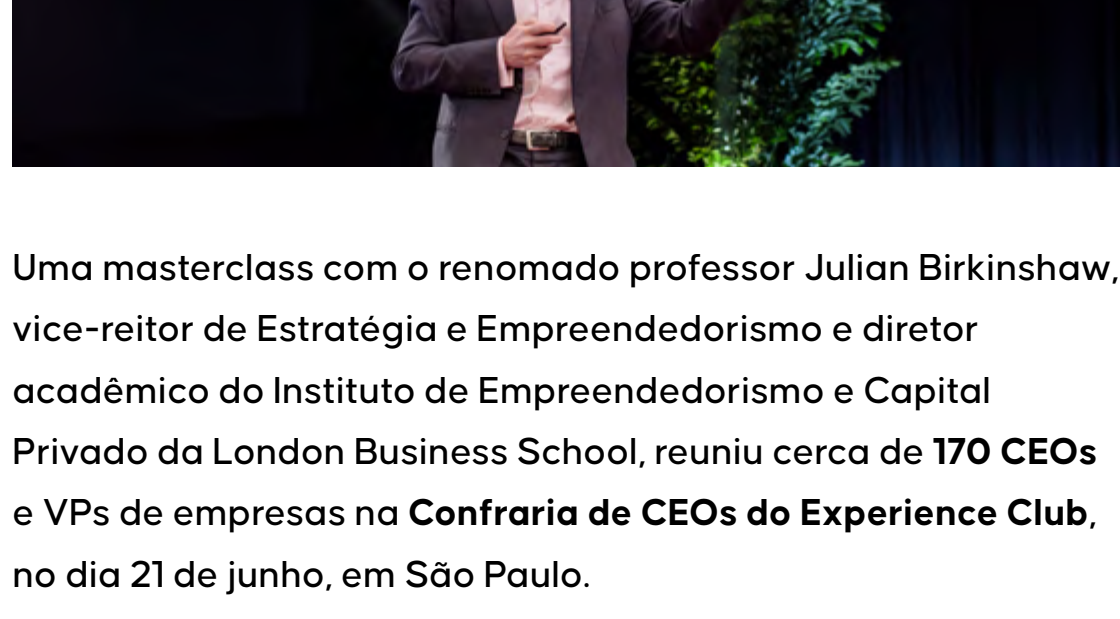 Uma masterclass com o renomado professor Julian Birkinshaw,
vice-reitor de Estratégia e Empreendedorismo e diretor
acadêmico do Instituto de Empreendedorismo e Capital
Privado da London Business School, reuniu cerca de 170 CEOs
e VPs de empresas na Confraria de CEOs do Experience Club,
no dia 21 de junho, em São Paulo.